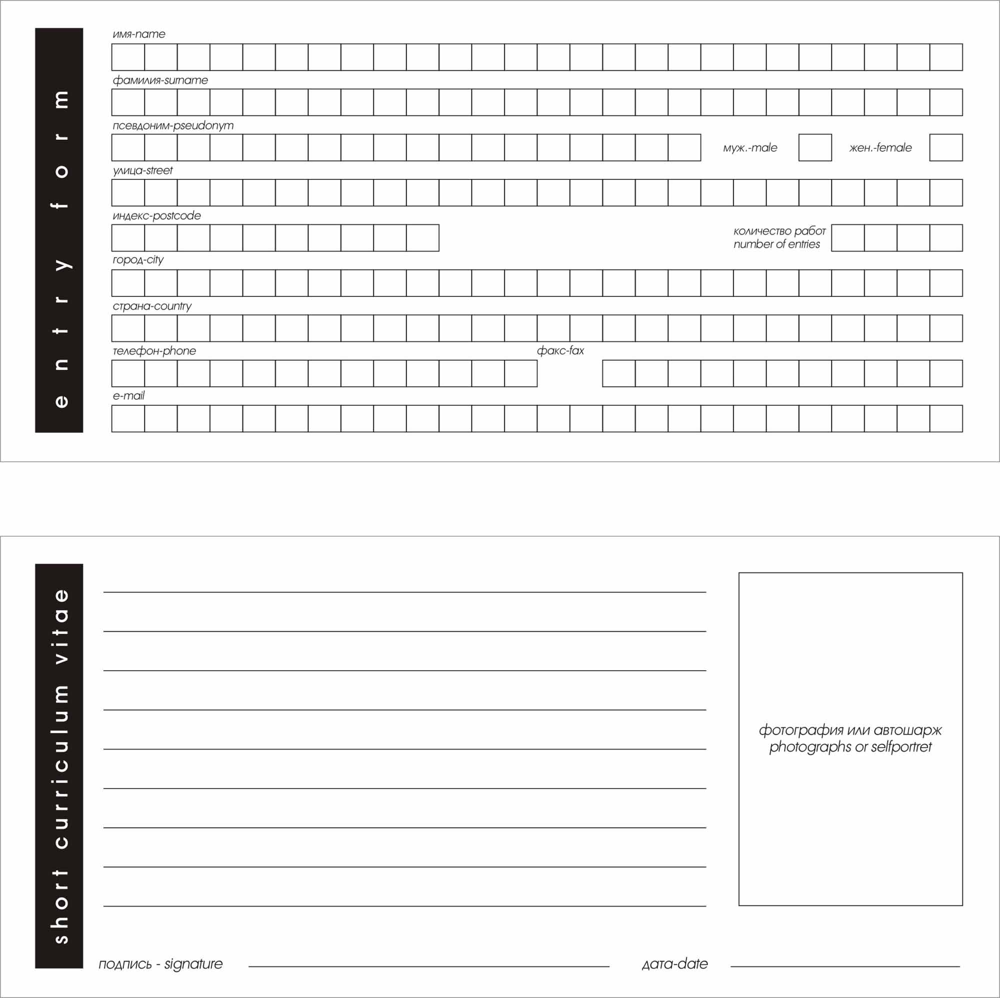 entry form
имя-name
фамилия-surname
псевдоним-pseudonym
муж.-male
жен.-female
улица-street
индекс-postcode
количество работ
number of entries
город-city
страна-country
телефон-phone
факс-fax
e-mail
short curriculum vitae
фотография или автошарж
photographs or selfportret
подпись - signature
дата-date